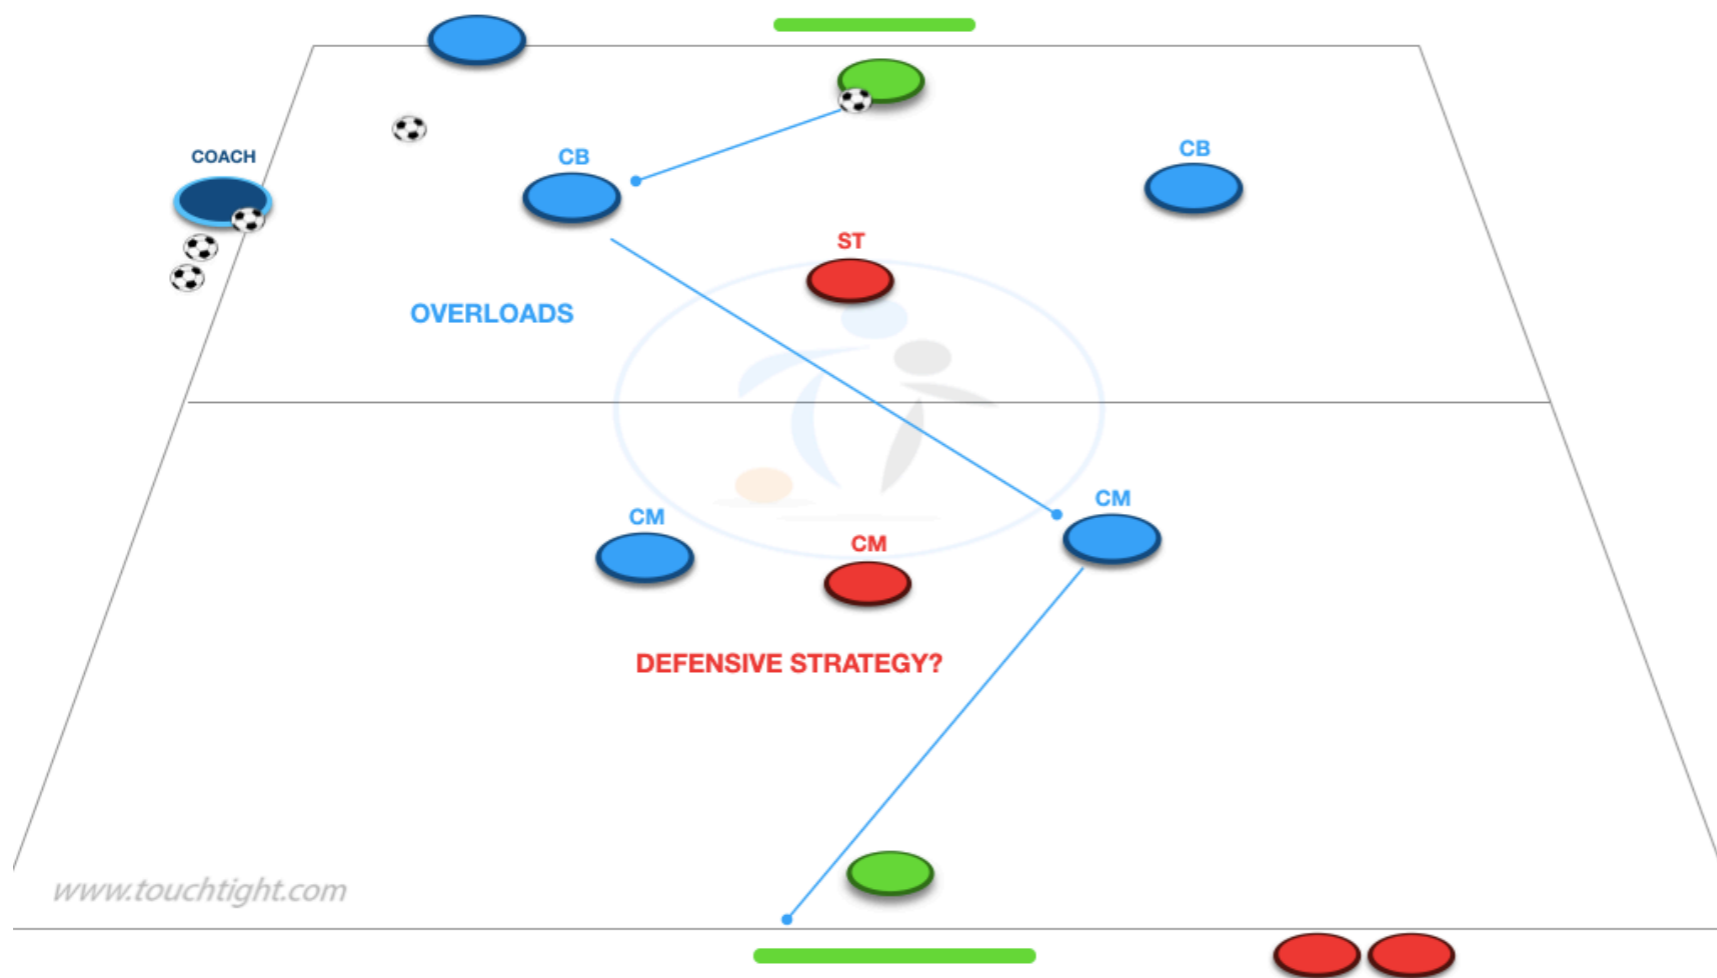 COACH
CB
CB
ST
OVERLOADS
CM
CM
CM
DEFENSIVE STRATEGY?
www.touchtight.com